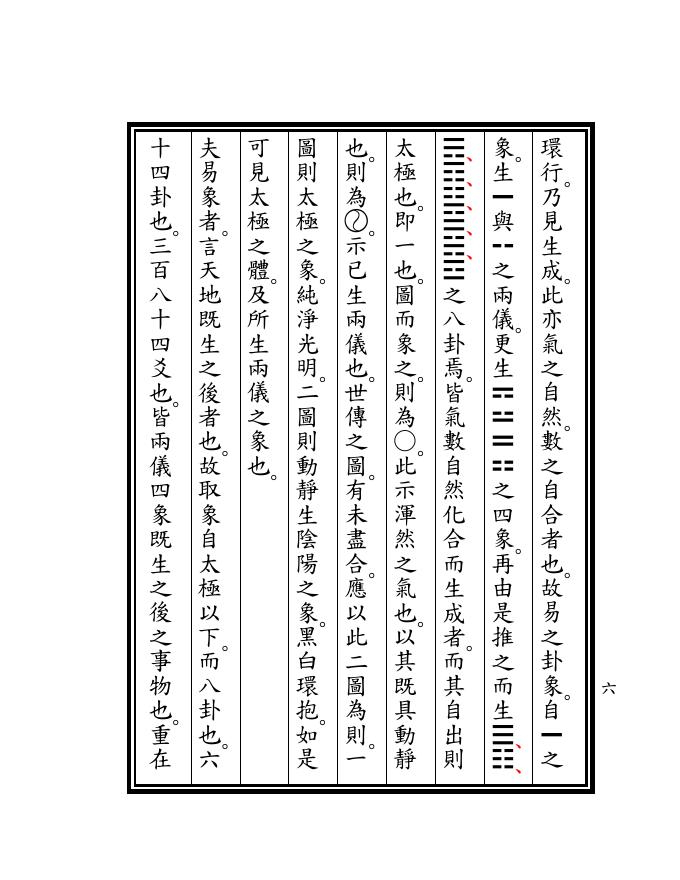 六
環行。乃見生成。此亦氣之自然。數之自合者也。故易之卦象。自⚊之
象。生⚊與⚋之兩儀。更生⚎⚍⚌⚏之四象。再由是推之而生☰、☷、
之八卦焉。皆氣數自然化合而生成者。而其自出則
太極也。即一也。圖而象之。則為〇。此示渾然之氣也。以其既具動靜
也。則為☯。示已生兩儀也。世傳之圖。有未盡合。應以此二圖為則。一
圖則太極之象。純淨光明。二圖則動靜生陰陽之象。黑白環抱。如是
可見太極之體。及所生兩儀之象也。
夫易象者。言天地既生之後者也。故取象自太極以下。而八卦也。六
十四卦也。三百八十四爻也。皆兩儀四象既生之後之事物也。重在